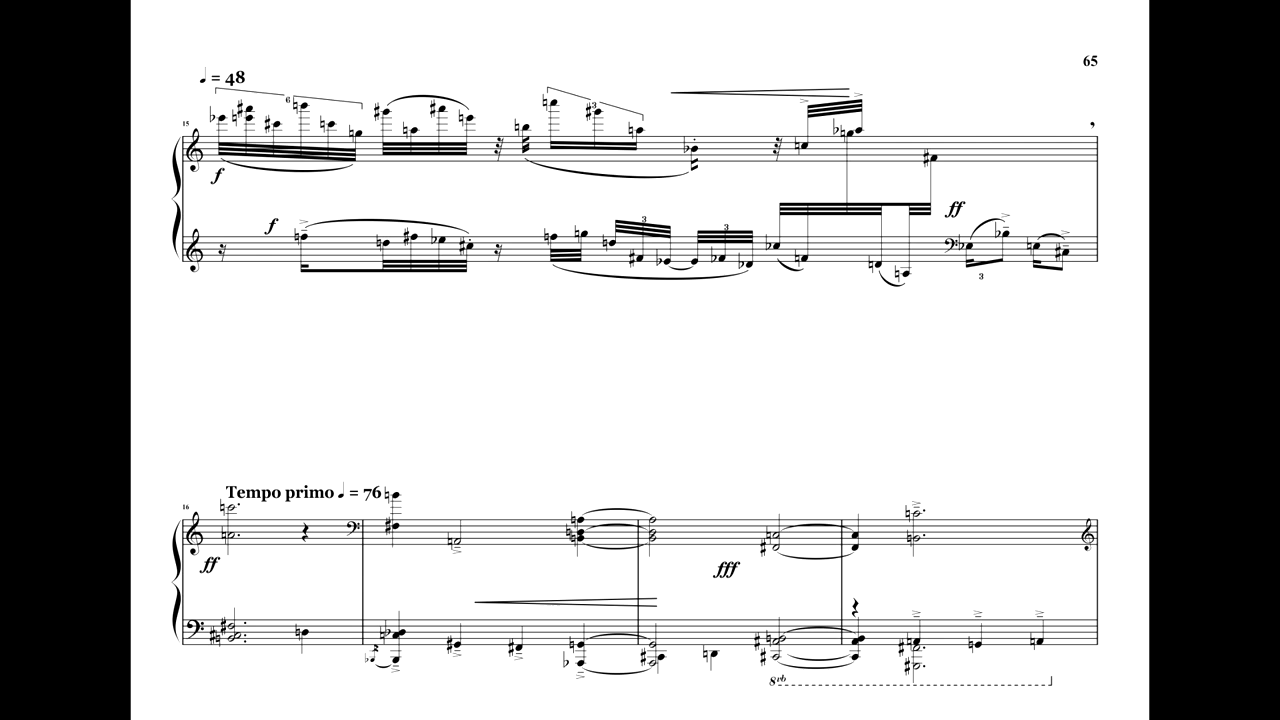 65
♩ = 48
6
3
15
f
f
ff
3
3
3
Tempo primo ♩ = 76
16
ff
fff
8vb